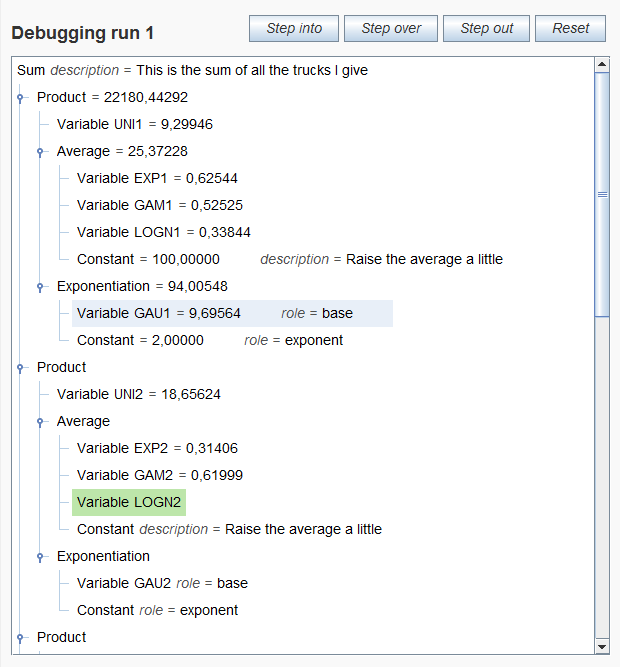 Debugging run 1
Step into
Step over
Step out
Reset
Sum description = This is the sum of all the trucks I give
Product = 22180,44292
Variable UNI1 = 9,29946
Average = 25,37228
Variable EXP1 = 0,62544
Variable GAM1 = 0,52525
Variable LOGN1 = 0,33844
Constant = 100,00000 description = Raise the average a little
Exponentiation = 94,00548
Variable GAU1 = 9,69564 role = base
Constant = 2,00000 role = exponent
Product
Variable UNI2 = 18,65624
Average
Variable EXP2 = 0,31406
Variable GAM2 = 0,61999
Variable LOGN2
Constant description = Raise the average a little
Exponentiation
Variable GAU2 role = base
Constant role = exponent
Product